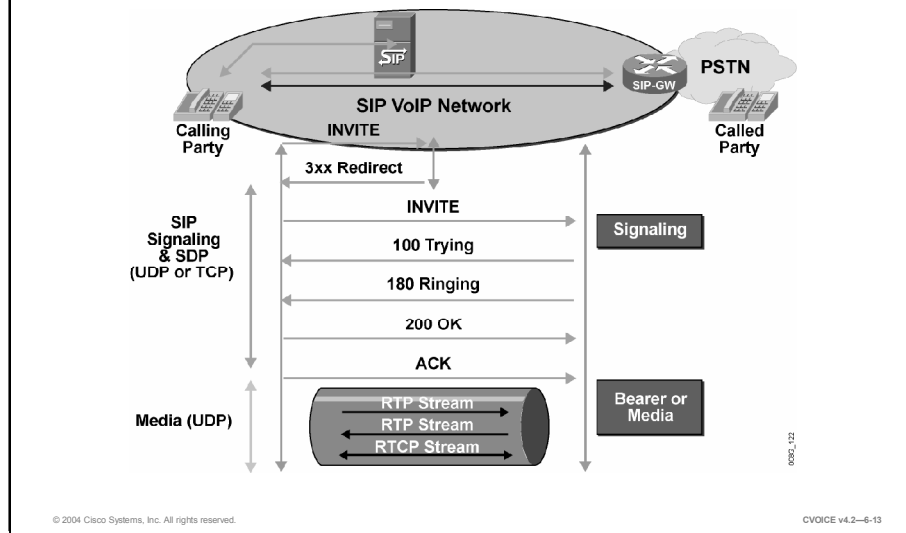 SIP
SIP-GW
PSTN
SIP VoIP Network
Calling
Party
Called
Party
INVITE
3xx Redirect
INVITE
SIP
Signaling
& SDP
(UDP or TCP)
Signaling
100 Trying
180 Ringing
200 OK
ACK
Media (UDP)
RTP Stream
RTP Stream
RTCP Stream
Bearer or
Media
© 2004 Cisco Systems, Inc. All rights reserved.
CVOICE v4.2—6-13